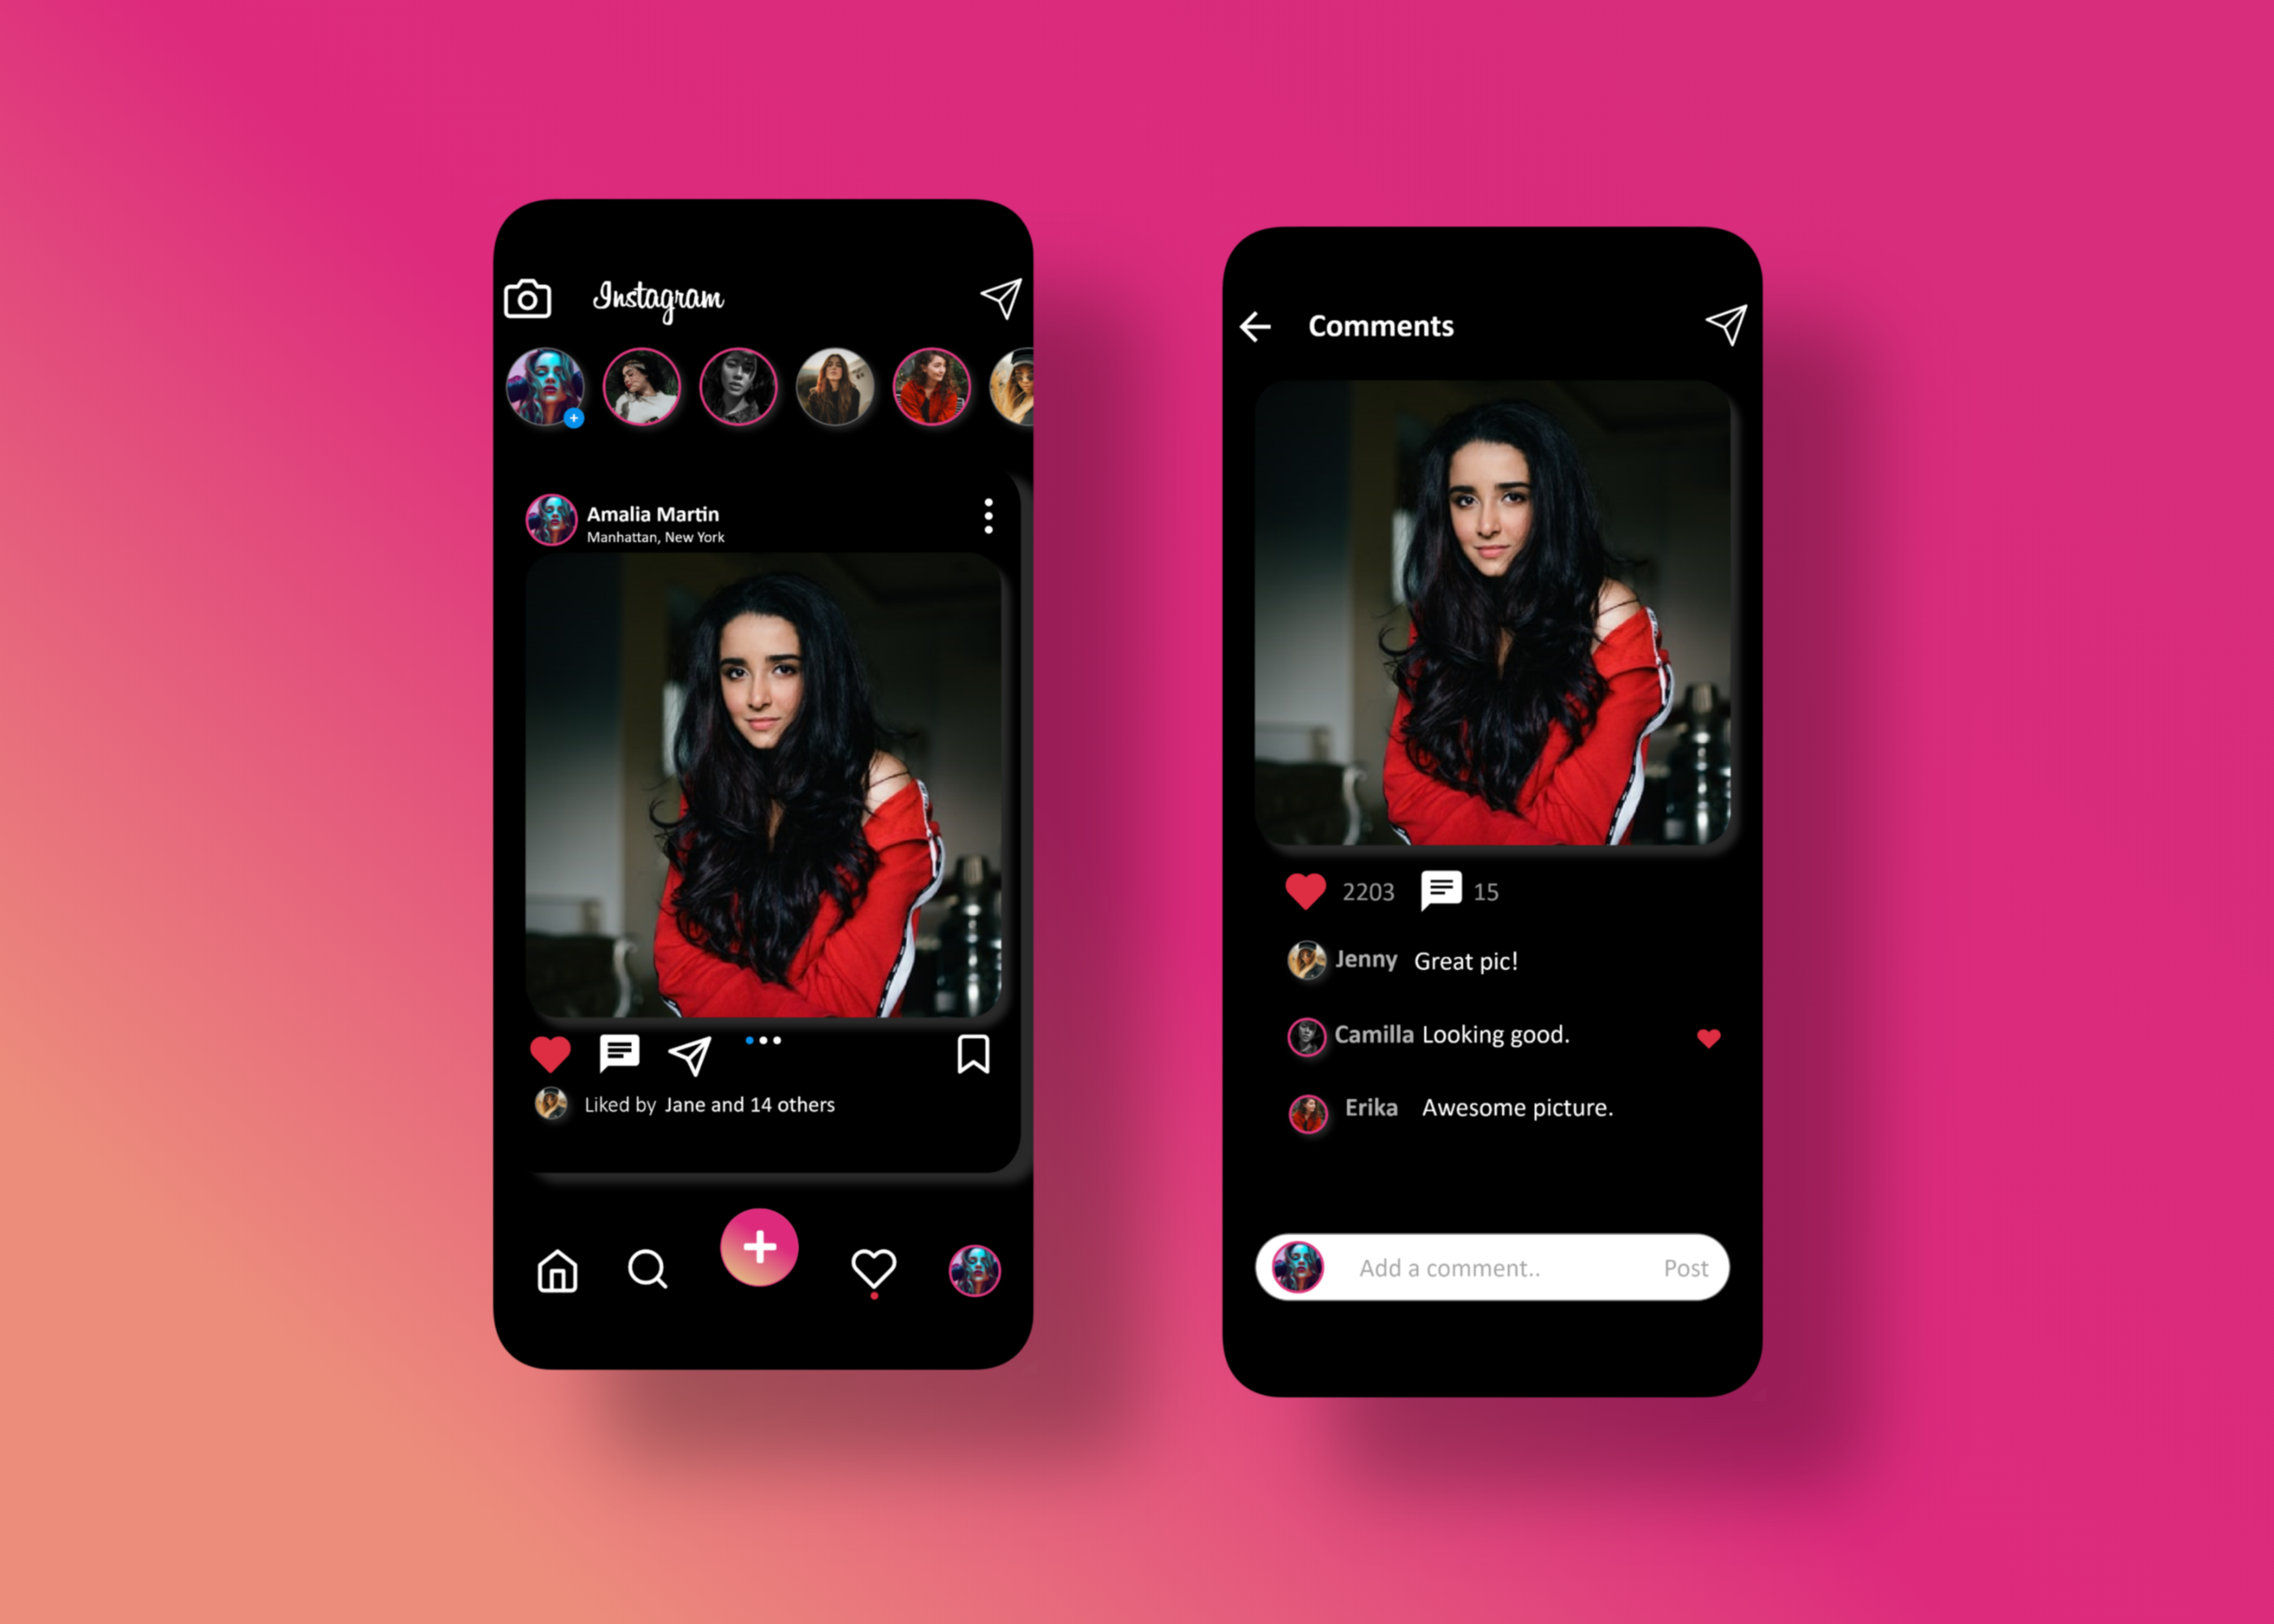 Instagram
Amalia Martin
Manhattan, New York
Liked by Jane and 14 others
Comments
2203 15
Jenny Great pic!
Camilla Looking good.
Erika Awesome picture.
Add a comment.. Post